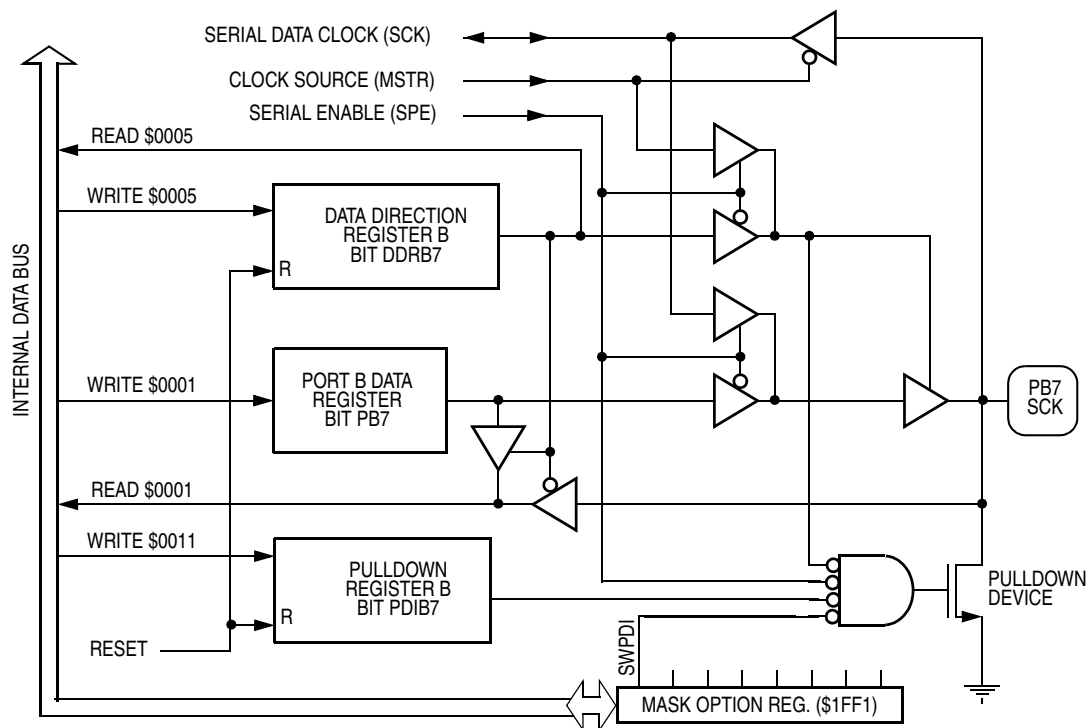 SERIAL DATA CLOCK (SCK)
CLOCK SOURCE (MSTR)
SERIAL ENABLE (SPE)
READ $0005
WRITE $0005
DATA DIRECTION
REGISTER B
BIT DDRB7
R
INTERNAL DATA BUS
WRITE $0001
PORT B DATA
REGISTER
BIT PB7
PB7
SCK
READ $0001
WRITE $0011
PULLDOWN
REGISTER B
BIT PDIB7
R
PULLDOWN
DEVICE
RESET
SWPDI
MASK OPTION REG. ($1FF1)